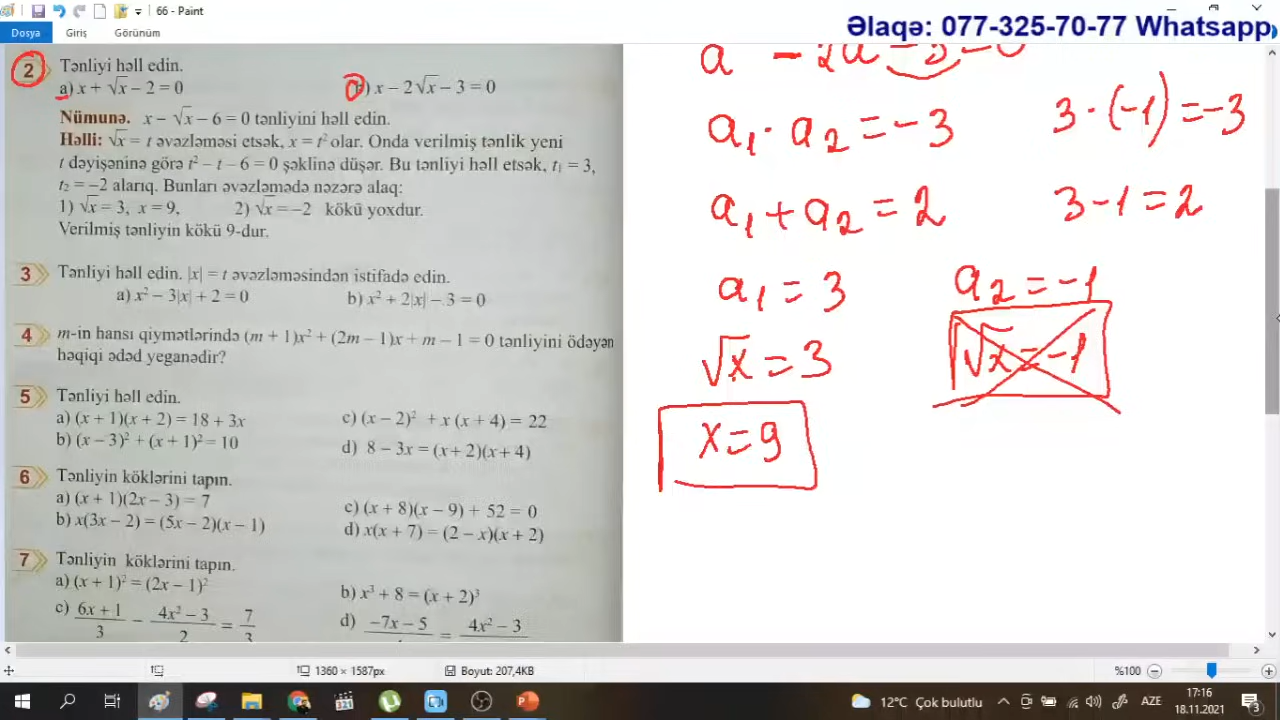 66 - Paint
Əlaqə: 077-325-70-77 Whatsapp
Dosya Giriş Görünüm
2 Tənliyi həll edin.
a) x + √x – 2 = 0 ) x – 2√x – 3 = 0
Nümunə. x – √x – 6 = 0 tənliyini həll edin.
Həlli: √x = t əvəzləməsi etsək, x = t² olar. Onda verilmiş tənlik yeni
t dəyişəninə görə t² – t – 6 = 0 şəklinə düşər. Bu tənliyi həll etsək, t₁ = 3,
t₂ = –2 alarıq. Bunları əvəzləmədə nəzərə alaq:
1) √x = 3, x = 9, 2) √x = –2 kökü yoxdur.
Verilmiş tənliyin kökü 9-dur.
3 Tənliyi həll edin. |x| = t əvəzləməsindən istifadə edin.
a) x² – 3|x| + 2 = 0 b) x² + 2|x| – 3 = 0
4 m-in hansı qiymətlərində (m + 1)x² + (2m – 1)x + m – 1 = 0 tənliyini ödəyən
həqiqi ədəd yeganədir?
5 Tənliyi həll edin.
a) (x + 1)(x + 2) = 18 + 3x c) (x – 2)² + x (x + 4) = 22
b) (x – 3)² + (x + 1)² = 10 d) 8 – 3x = (x + 2)(x + 4)
6 Tənliyin köklərini tapın.
a) (x + 1)(2x – 3) = 7 c) (x + 8)(x – 9) + 52 = 0
b) x(3x – 2) = (5x – 2)(x – 1) d) x(x + 7) = (2 – x)(x + 2)
7 Tənliyin köklərini tapın.
a) (x + 1)² = (2x – 1)² b) x³ + 8 = (x + 2)³
c) (6x + 1)/3 – (4x² – 3)/2 = 7/3 d) –7x – 5 = 4x² – 3
a – 2a – 3 = 0
a₁ · a₂ = –3 3 · (–1) = –3
a₁ + a₂ = 2 3 – 1 = 2
a₁ = 3 a₂ = –1
√x = 3 √x = –1
x = 9
1360 × 1587px Boyut: 207,4KB %100
12°C Çok bulutlu AZE 17:16
18.11.2021 3